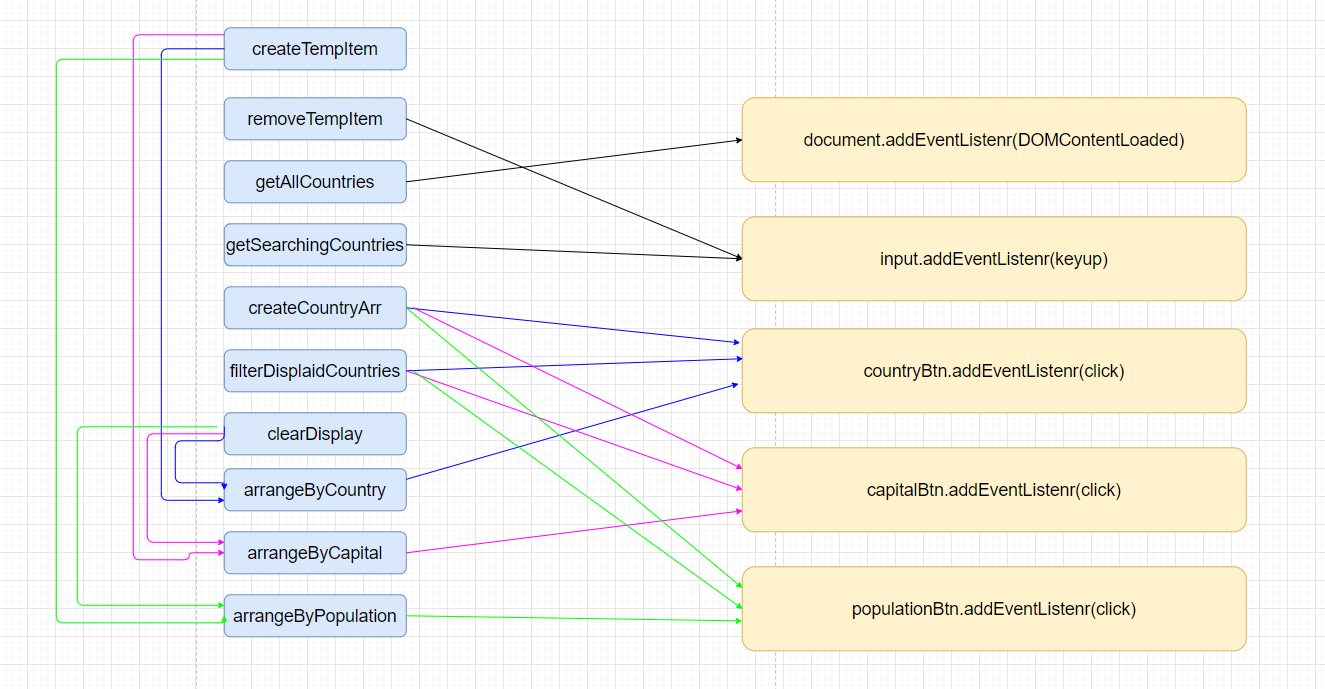 createTempItem
removeTempItem
getAllCountries
getSearchingCountries
createCountryArr
filterDisplaidCountries
clearDisplay
arrangeByCountry
arrangeByCapital
arrangeByPopulation
document.addEventListenr(DOMContentLoaded)
input.addEventListenr(keyup)
countryBtn.addEventListenr(click)
capitalBtn.addEventListenr(click)
populationBtn.addEventListenr(click)